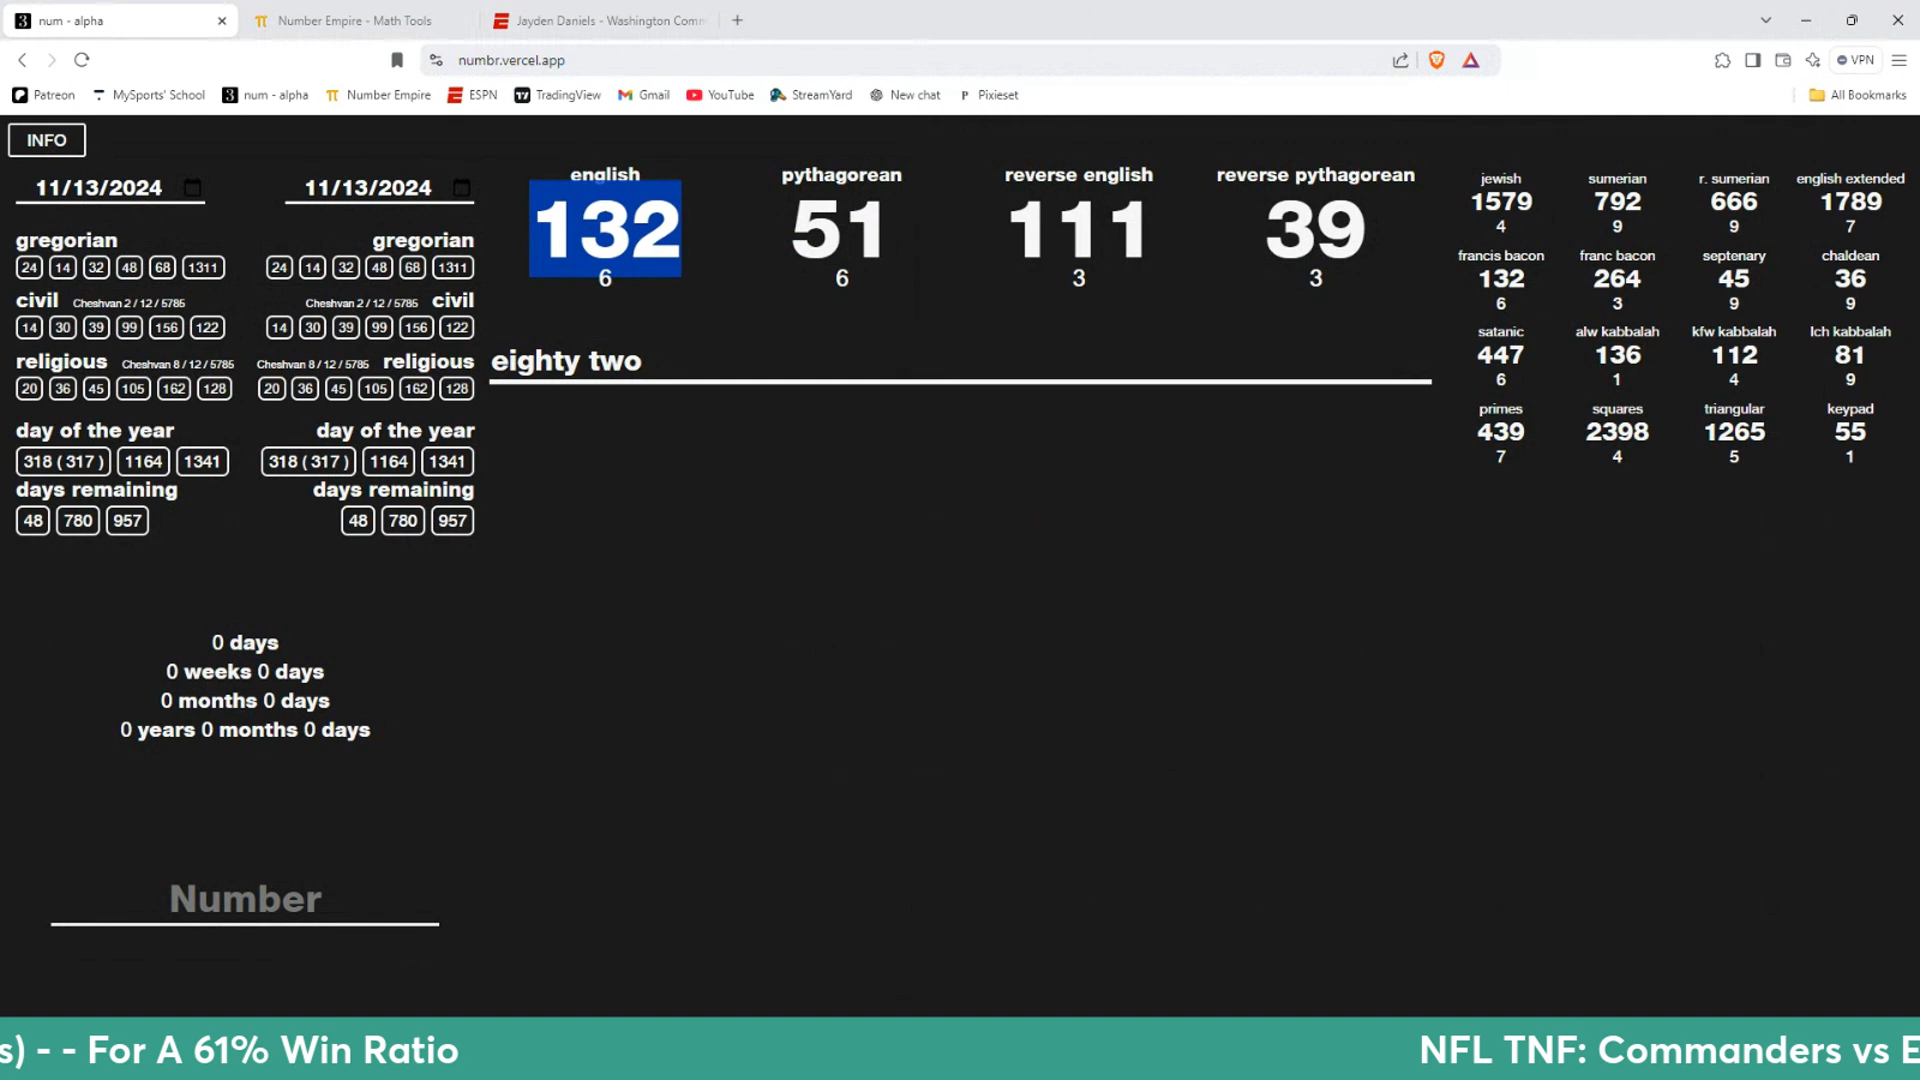 num - alpha
Number Empire - Math Tools
Jayden Daniels - Washington Comm
numbr.vercel.app
VPN
Patreon
MySports' School
num - alpha
Number Empire
ESPN
TradingView
Gmail
YouTube
StreamYard
New chat
Pixieset
All Bookmarks
INFO
11/13/2024 11/13/2024
gregorian gregorian
24 14 32 48 68 1311 24 14 32 48 68 1311
civil Cheshvan 2 / 12 / 5785 Cheshvan 2 / 12 / 5785 civil
14 30 39 99 156 122 14 30 39 99 156 122
religious Cheshvan 8 / 12 / 5785 Cheshvan 8 / 12 / 5785 religious
20 36 45 105 162 128 20 36 45 105 162 128
day of the year day of the year
318 ( 317 ) 1164 1341 318 ( 317 ) 1164 1341
days remaining days remaining
48 780 957 48 780 957
0 days
0 weeks 0 days
0 months 0 days
0 years 0 months 0 days
Number
english pythagorean reverse english reverse pythagorean
132 51 111 39
6 6 3 3
eighty two
jewish sumerian r. sumerian english extended
1579 792 666 1789
4 9 9 7
francis bacon franc bacon septenary chaldean
132 264 45 36
6 3 9 9
satanic alw kabbalah kfw kabbalah lch kabbalah
447 136 112 81
6 1 4 9
primes squares triangular keypad
439 2398 1265 55
7 4 5 1
s) - - For A 61% Win Ratio NFL TNF: Commanders vs E